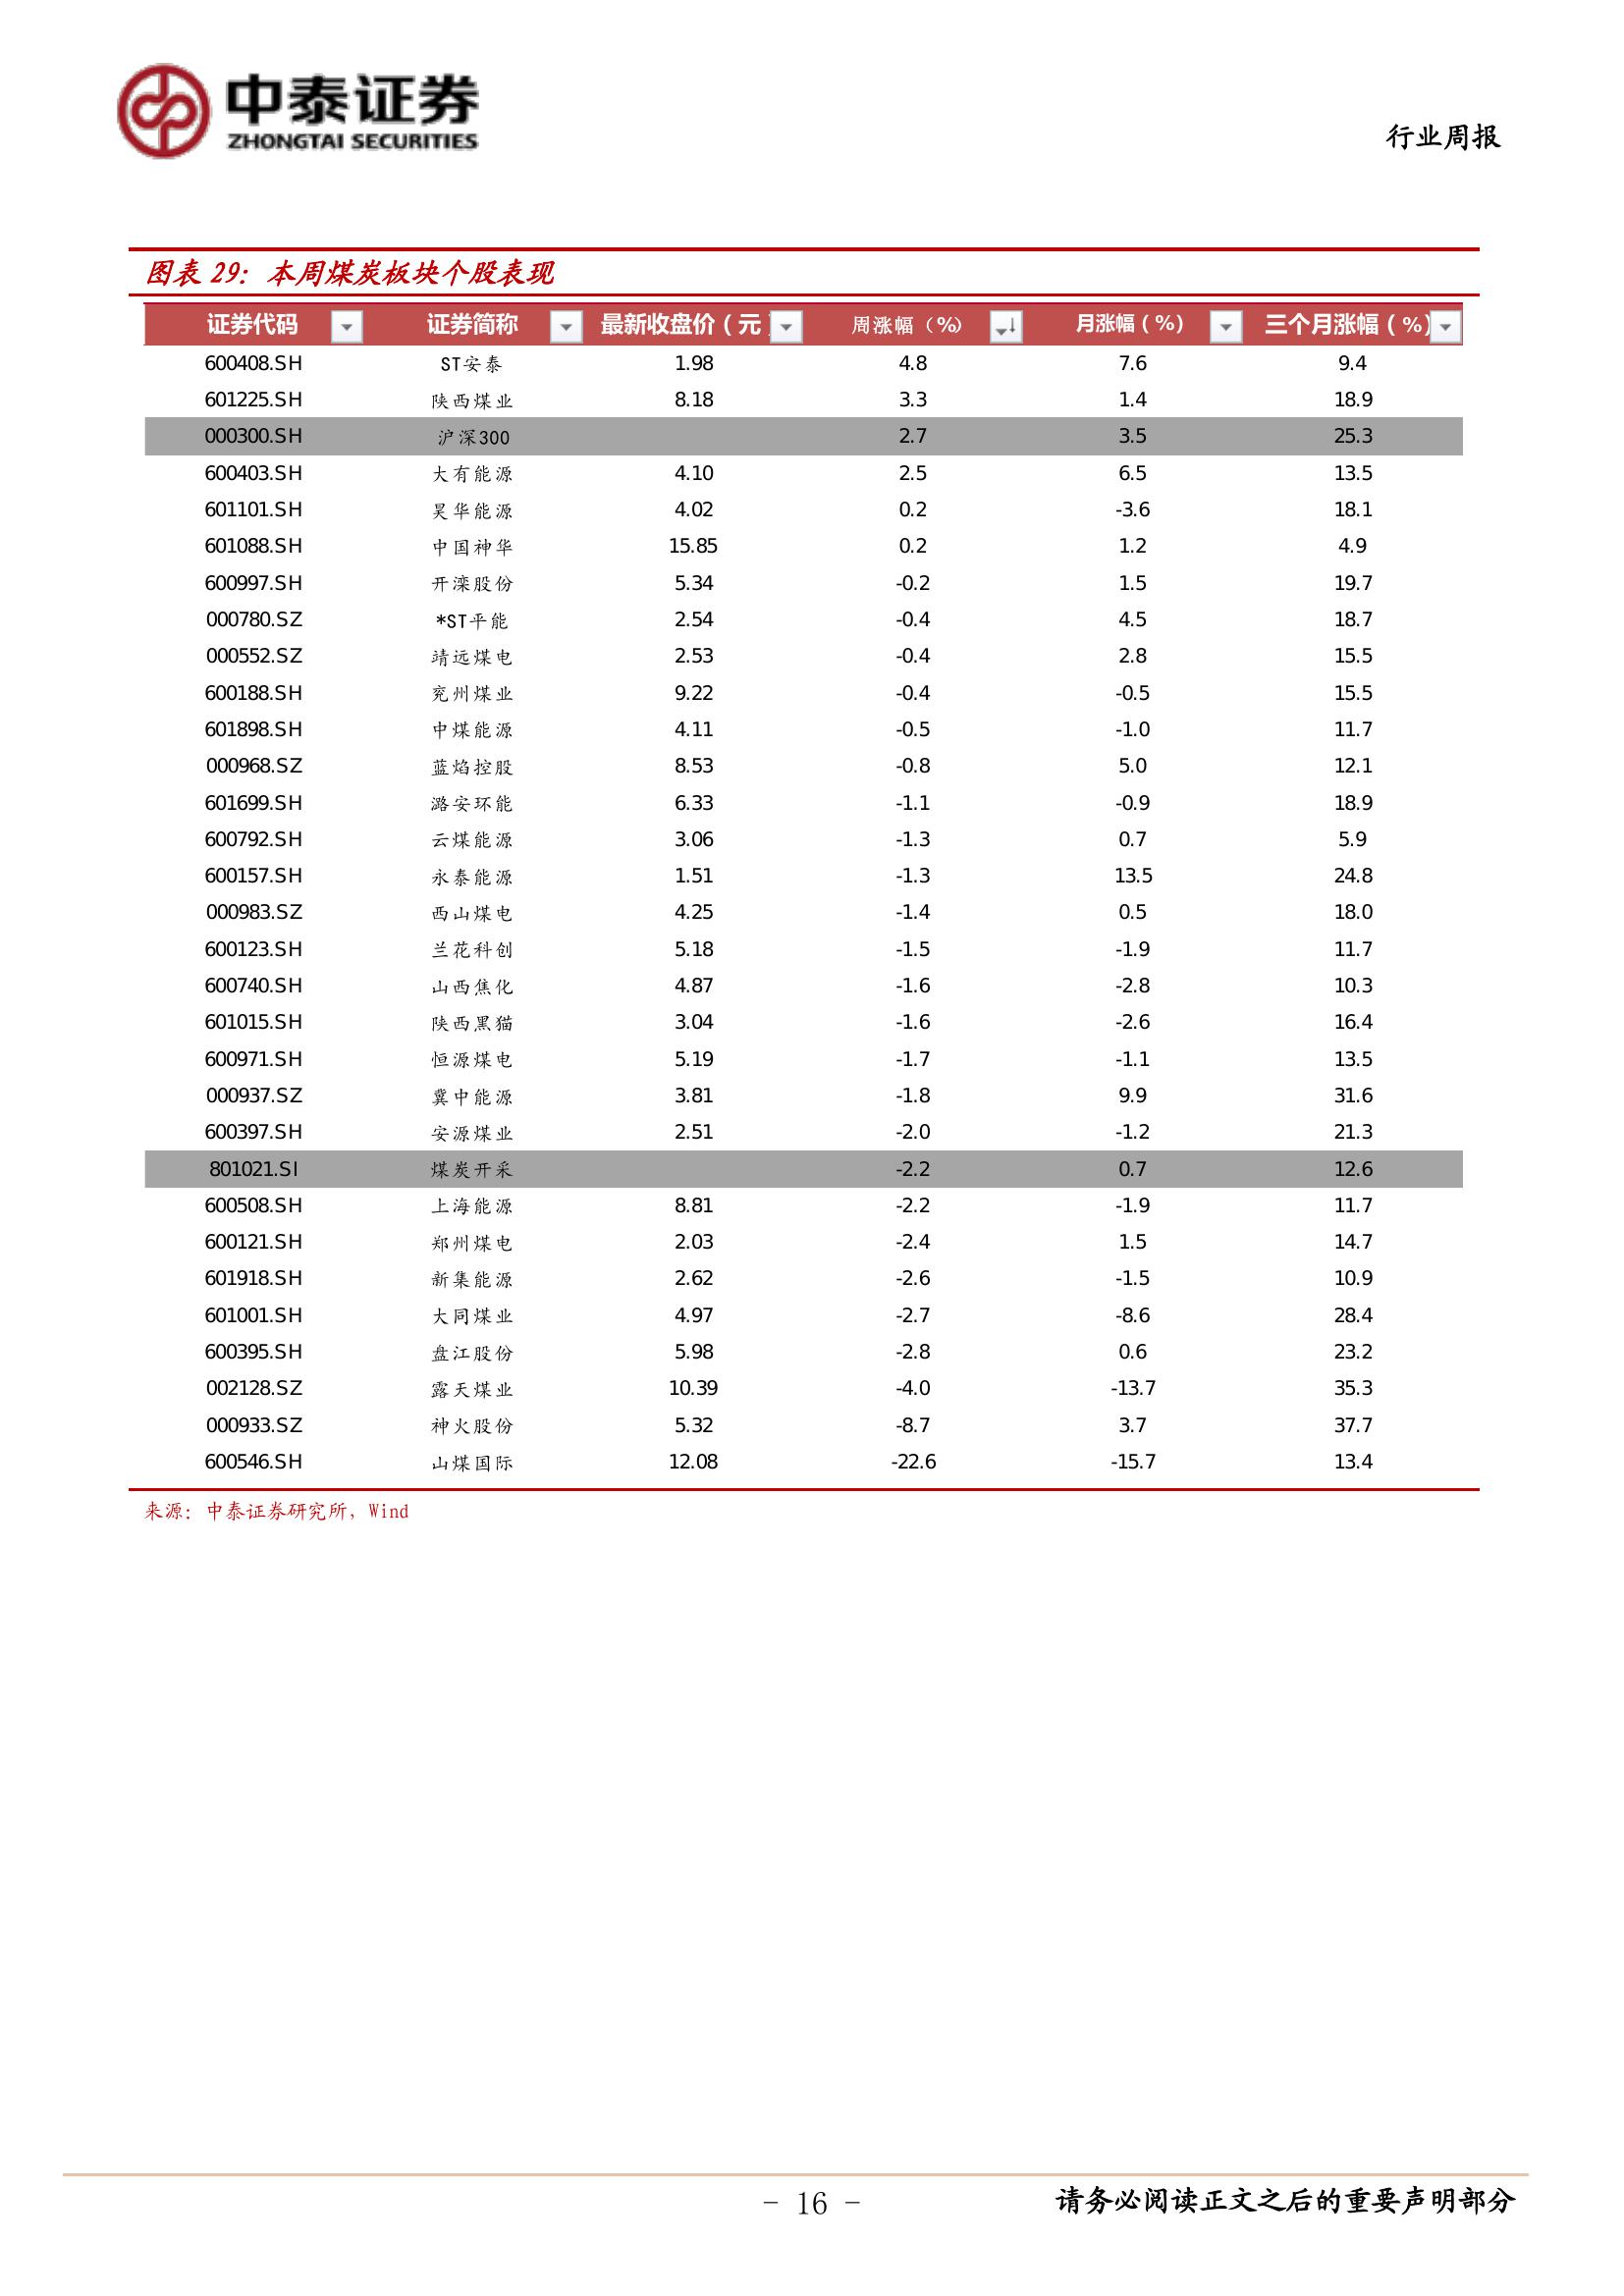 中泰证券
ZHONGTAI SECURITIES
行业周报
图表 29：本周煤炭板块个股表现
证券代码 证券简称 最新收盘价（元） 周涨幅（%） 月涨幅（%） 三个月涨幅（%）
600408.SH ST安泰 1.98 4.8 7.6 9.4
601225.SH 陕西煤业 8.18 3.3 1.4 18.9
000300.SH 沪深300 2.7 3.5 25.3
600403.SH 大有能源 4.10 2.5 6.5 13.5
601101.SH 昊华能源 4.02 0.2 -3.6 18.1
601088.SH 中国神华 15.85 0.2 1.2 4.9
600997.SH 开滦股份 5.34 -0.2 1.5 19.7
000780.SZ *ST平能 2.54 -0.4 4.5 18.7
000552.SZ 靖远煤电 2.53 -0.4 2.8 15.5
600188.SH 兖州煤业 9.22 -0.4 -0.5 15.5
601898.SH 中煤能源 4.11 -0.5 -1.0 11.7
000968.SZ 蓝焰控股 8.53 -0.8 5.0 12.1
601699.SH 潞安环能 6.33 -1.1 -0.9 18.9
600792.SH 云煤能源 3.06 -1.3 0.7 5.9
600157.SH 永泰能源 1.51 -1.3 13.5 24.8
000983.SZ 西山煤电 4.25 -1.4 0.5 18.0
600123.SH 兰花科创 5.18 -1.5 -1.9 11.7
600740.SH 山西焦化 4.87 -1.6 -2.8 10.3
601015.SH 陕西黑猫 3.04 -1.6 -2.6 16.4
600971.SH 恒源煤电 5.19 -1.7 -1.1 13.5
000937.SZ 冀中能源 3.81 -1.8 9.9 31.6
600397.SH 安源煤业 2.51 -2.0 -1.2 21.3
801021.SI 煤炭开采 -2.2 0.7 12.6
600508.SH 上海能源 8.81 -2.2 -1.9 11.7
600121.SH 郑州煤电 2.03 -2.4 1.5 14.7
601918.SH 新集能源 2.62 -2.6 -1.5 10.9
601001.SH 大同煤业 4.97 -2.7 -8.6 28.4
600395.SH 盘江股份 5.98 -2.8 0.6 23.2
002128.SZ 露天煤业 10.39 -4.0 -13.7 35.3
000933.SZ 神火股份 5.32 -8.7 3.7 37.7
600546.SH 山煤国际 12.08 -22.6 -15.7 13.4
来源：中泰证券研究所，Wind
- 16 -
请务必阅读正文之后的重要声明部分